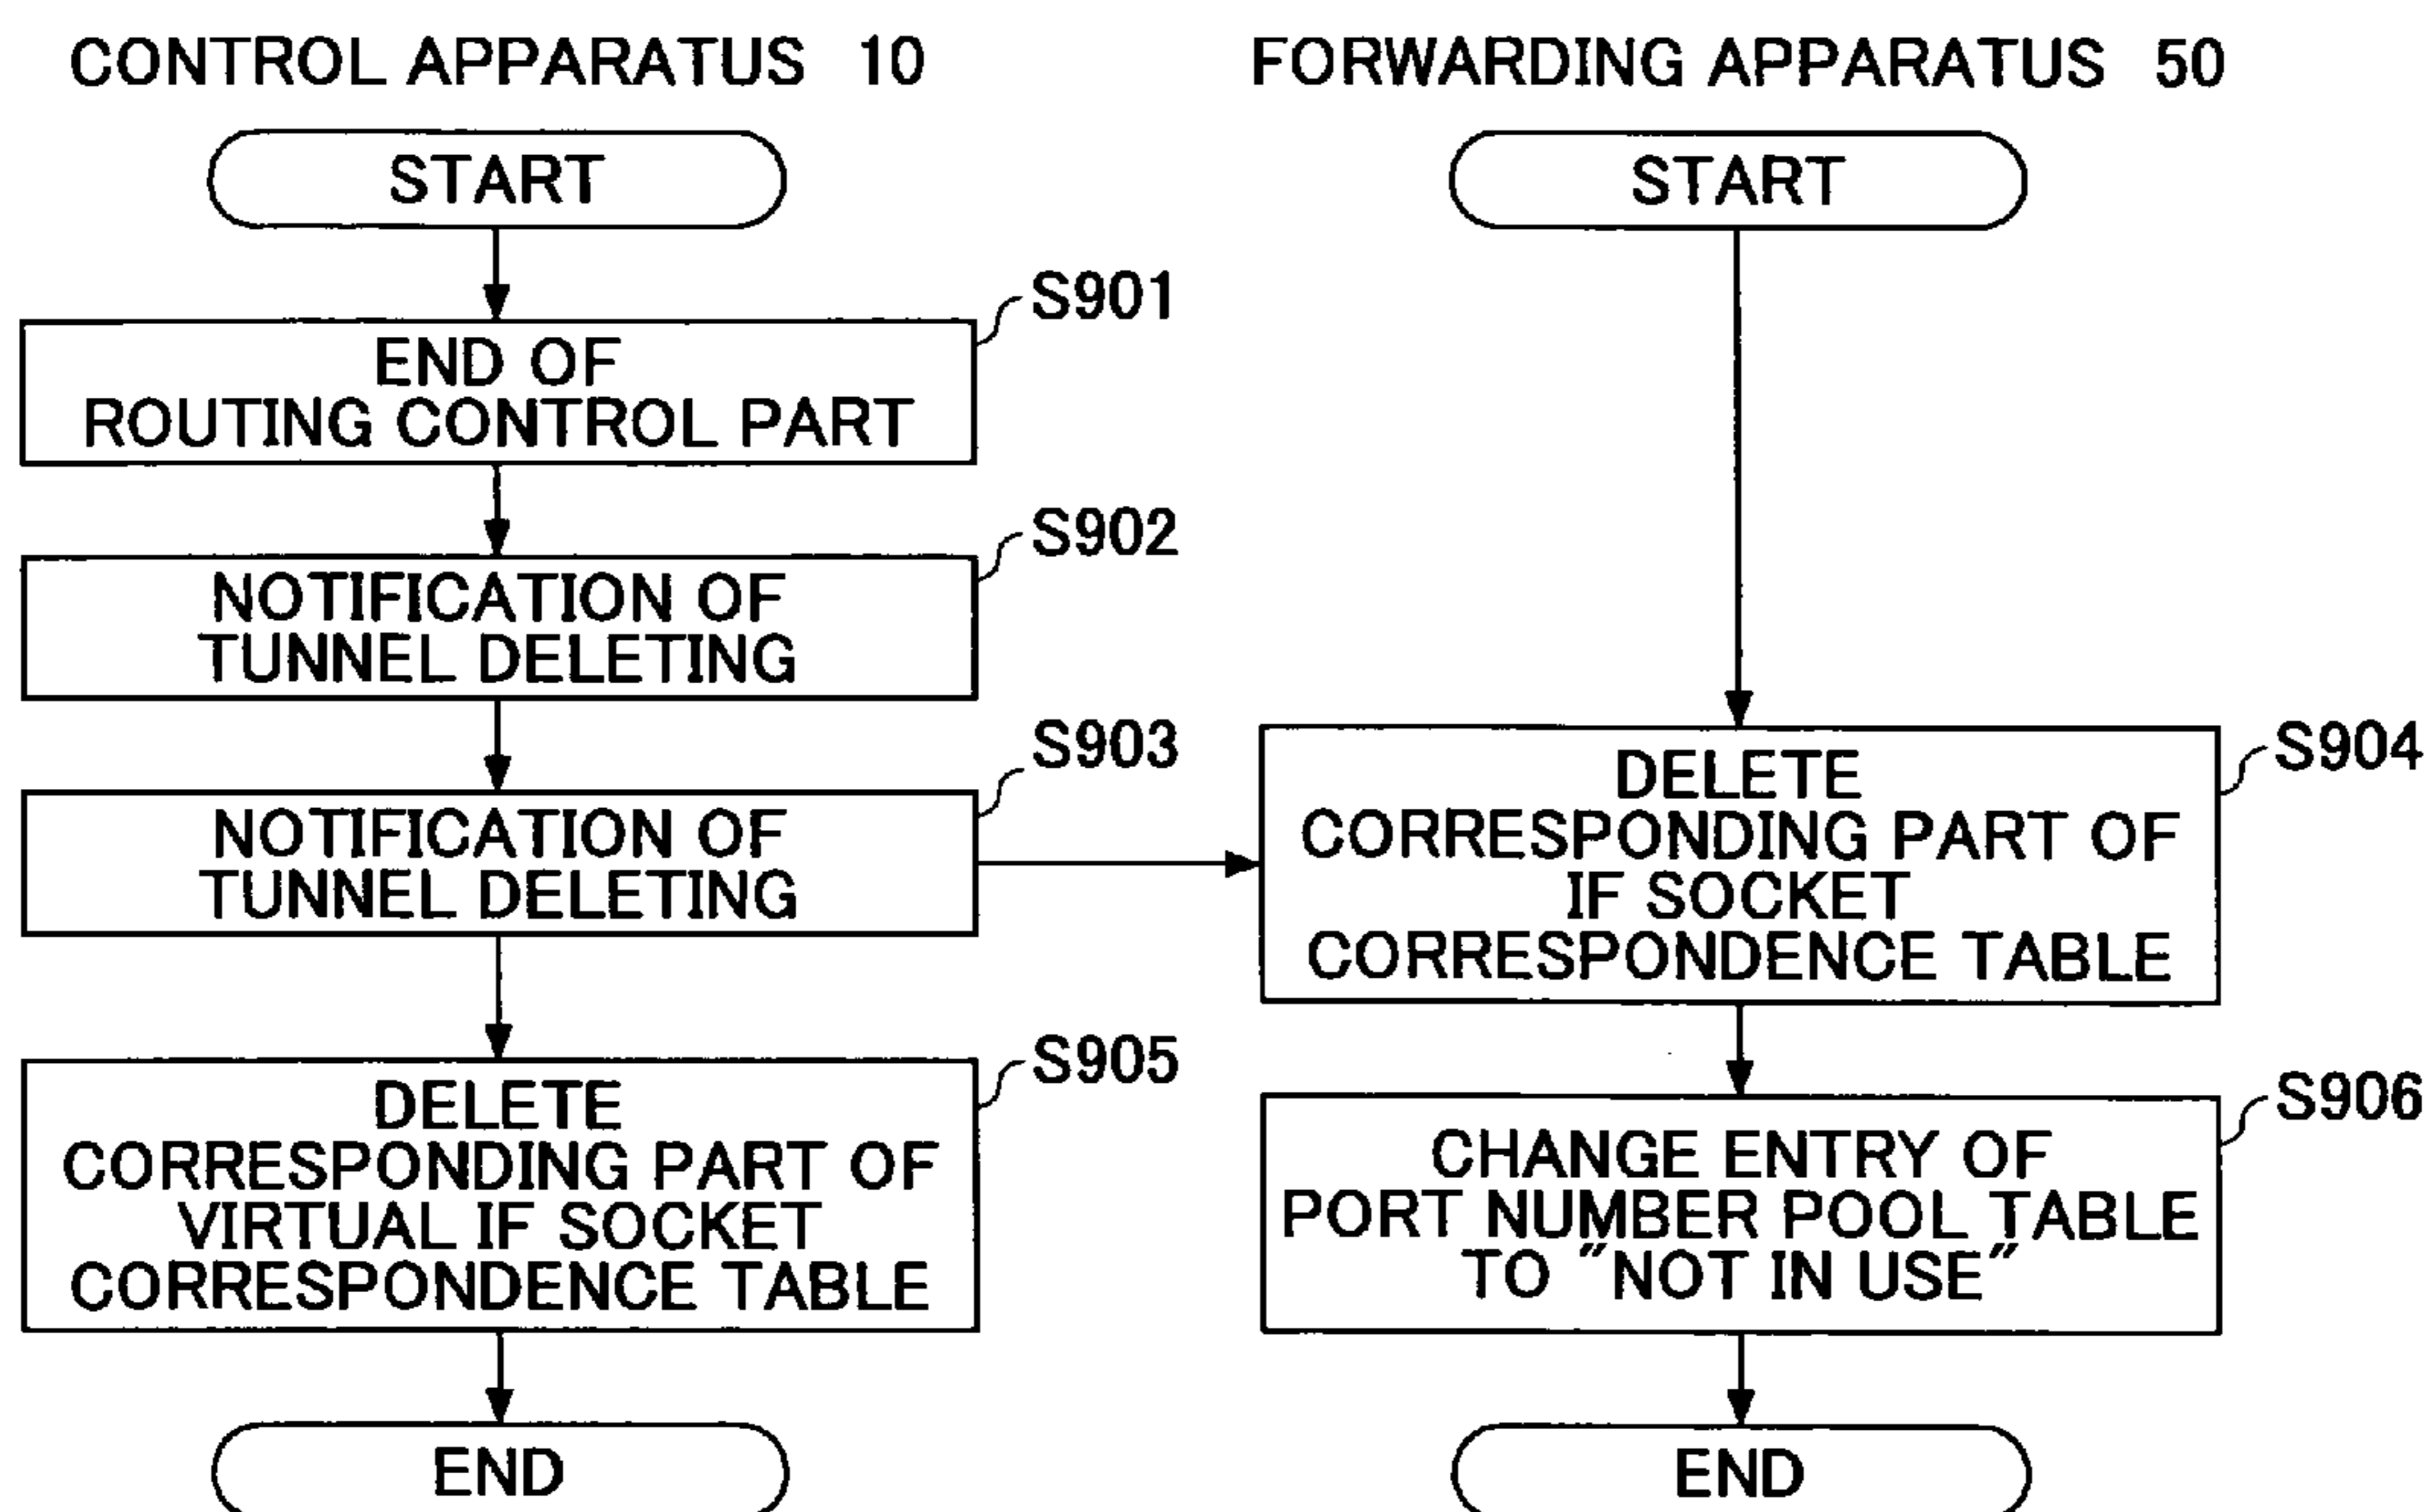 CONTROL APPARATUS 10
START
S901
END OF
ROUTING CONTROL PART
S902
NOTIFICATION OF
TUNNEL DELETING
S903
NOTIFICATION OF
TUNNEL DELETING
S905
DELETE
CORRESPONDING PART OF
VIRTUAL IF SOCKET
CORRESPONDENCE TABLE
END
FORWARDING APPARATUS 50
START
S904
DELETE
CORRESPONDING PART OF
IF SOCKET
CORRESPONDENCE TABLE
S906
CHANGE ENTRY OF
PORT NUMBER POOL TABLE
TO "NOT IN USE"
END